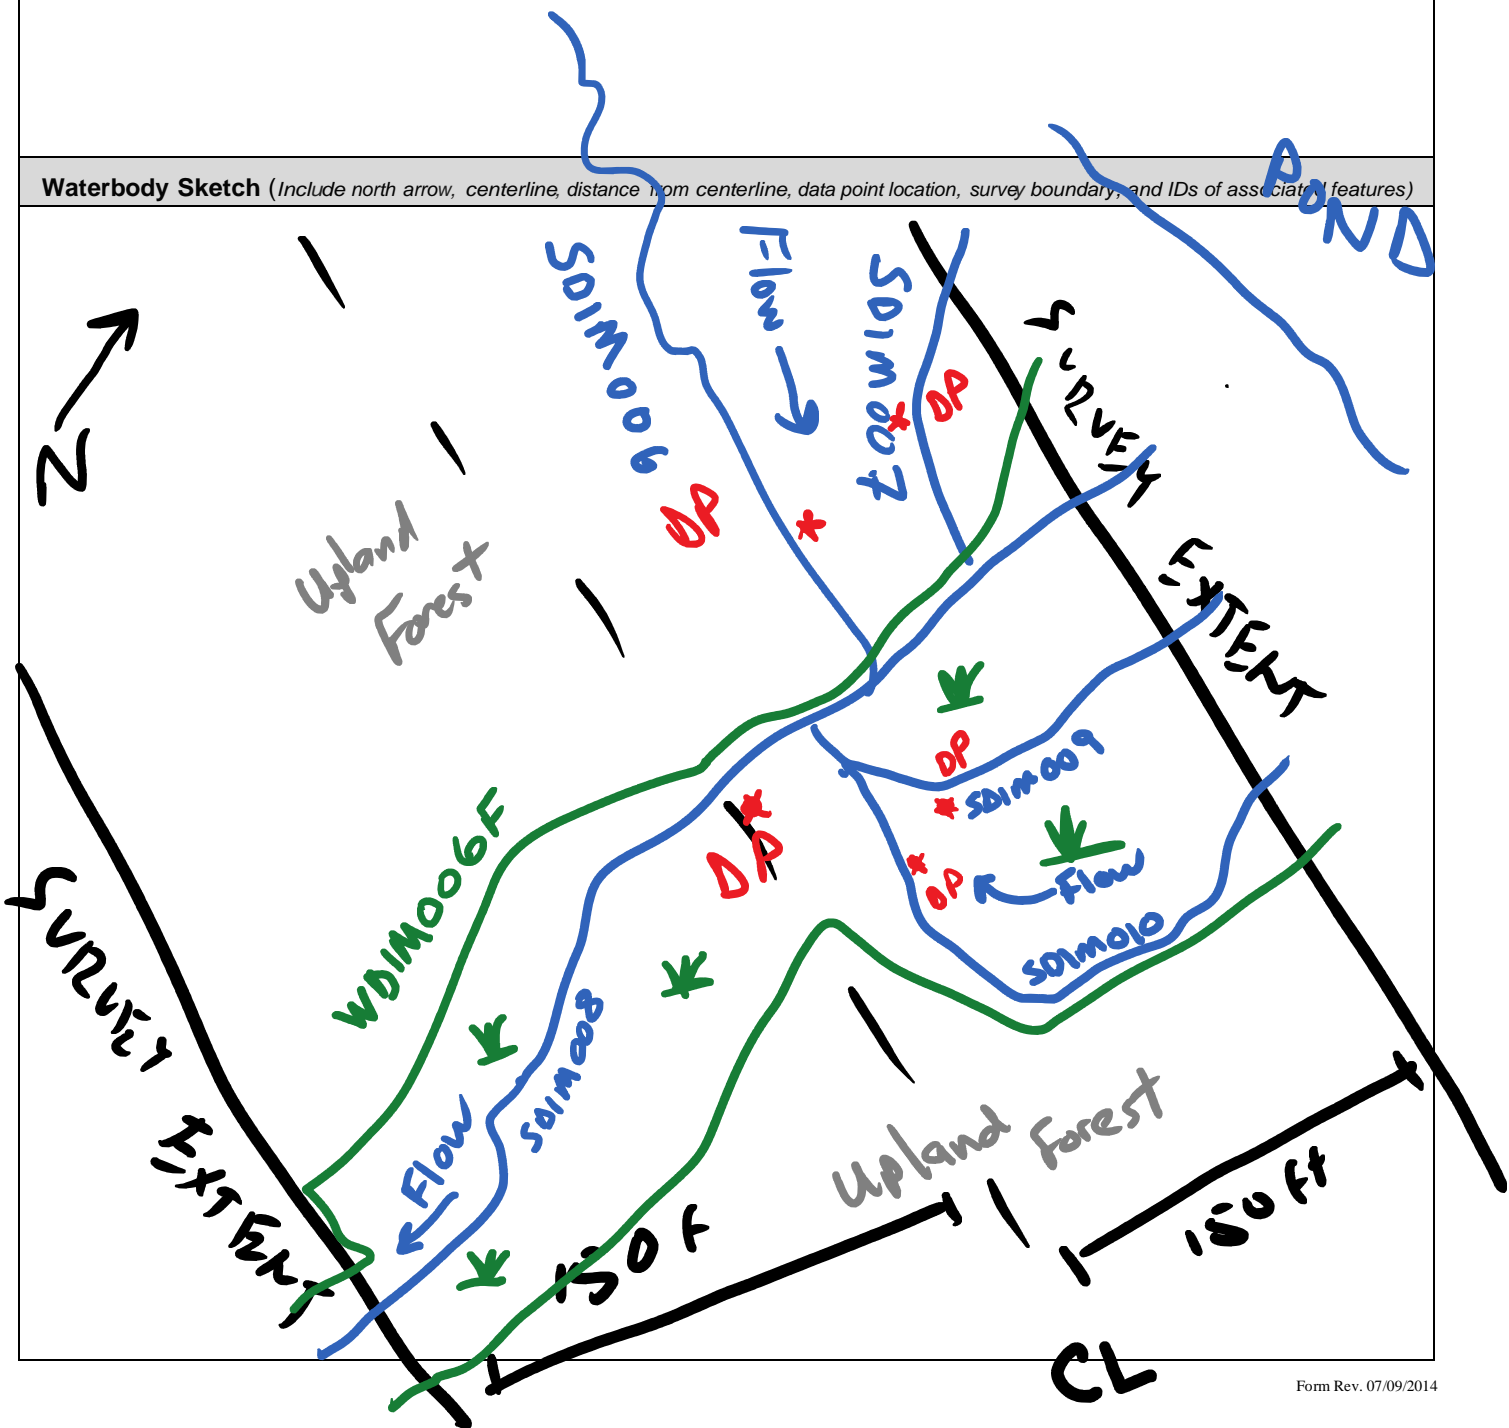 Waterbody Sketch (Include north arrow, centerline, distance from centerline, data point location, survey boundary, and IDs of associated features)
POND
N
SDIM006
Flow
SDIM007
DP
SURVEY EXTENT
DP
Upland
Forest
DP
SDIM009
DP
DP
Flow
SDIM010
WDIM006F
SDIM008
Flow
SURVEY EXTENT
Upland Forest
150 F
150 ft
CL
Form Rev. 07/09/2014